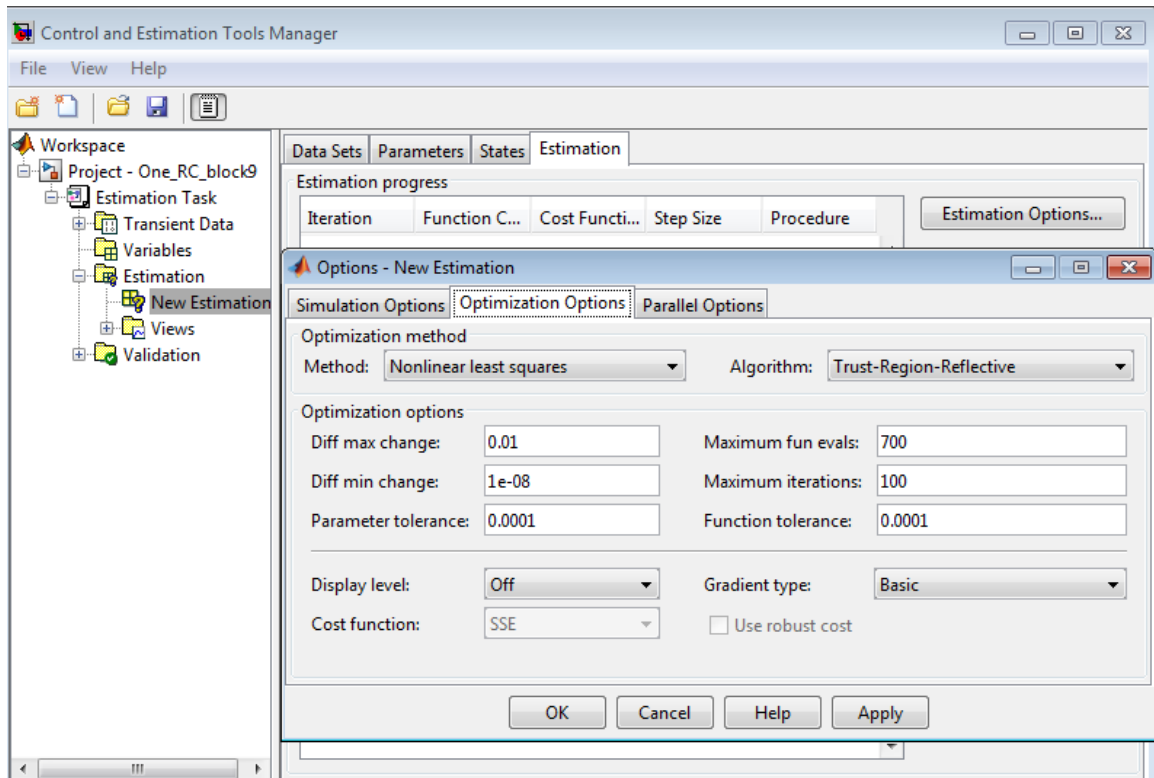 Control and Estimation Tools Manager
File View Help
Workspace
Project - One_RC_block9
Estimation Task
Transient Data
Variables
Estimation
New Estimation
Views
Validation
Data Sets Parameters States Estimation
Estimation progress
Iteration Function C... Cost Functi... Step Size Procedure
Estimation Options...
Options - New Estimation
Simulation Options Optimization Options Parallel Options
Optimization method
Method: Nonlinear least squares Algorithm: Trust-Region-Reflective
Optimization options
Diff max change: 0.01 Maximum fun evals: 700
Diff min change: 1e-08 Maximum iterations: 100
Parameter tolerance: 0.0001 Function tolerance: 0.0001
Display level: Off Gradient type: Basic
Cost function: SSE Use robust cost
OK Cancel Help Apply